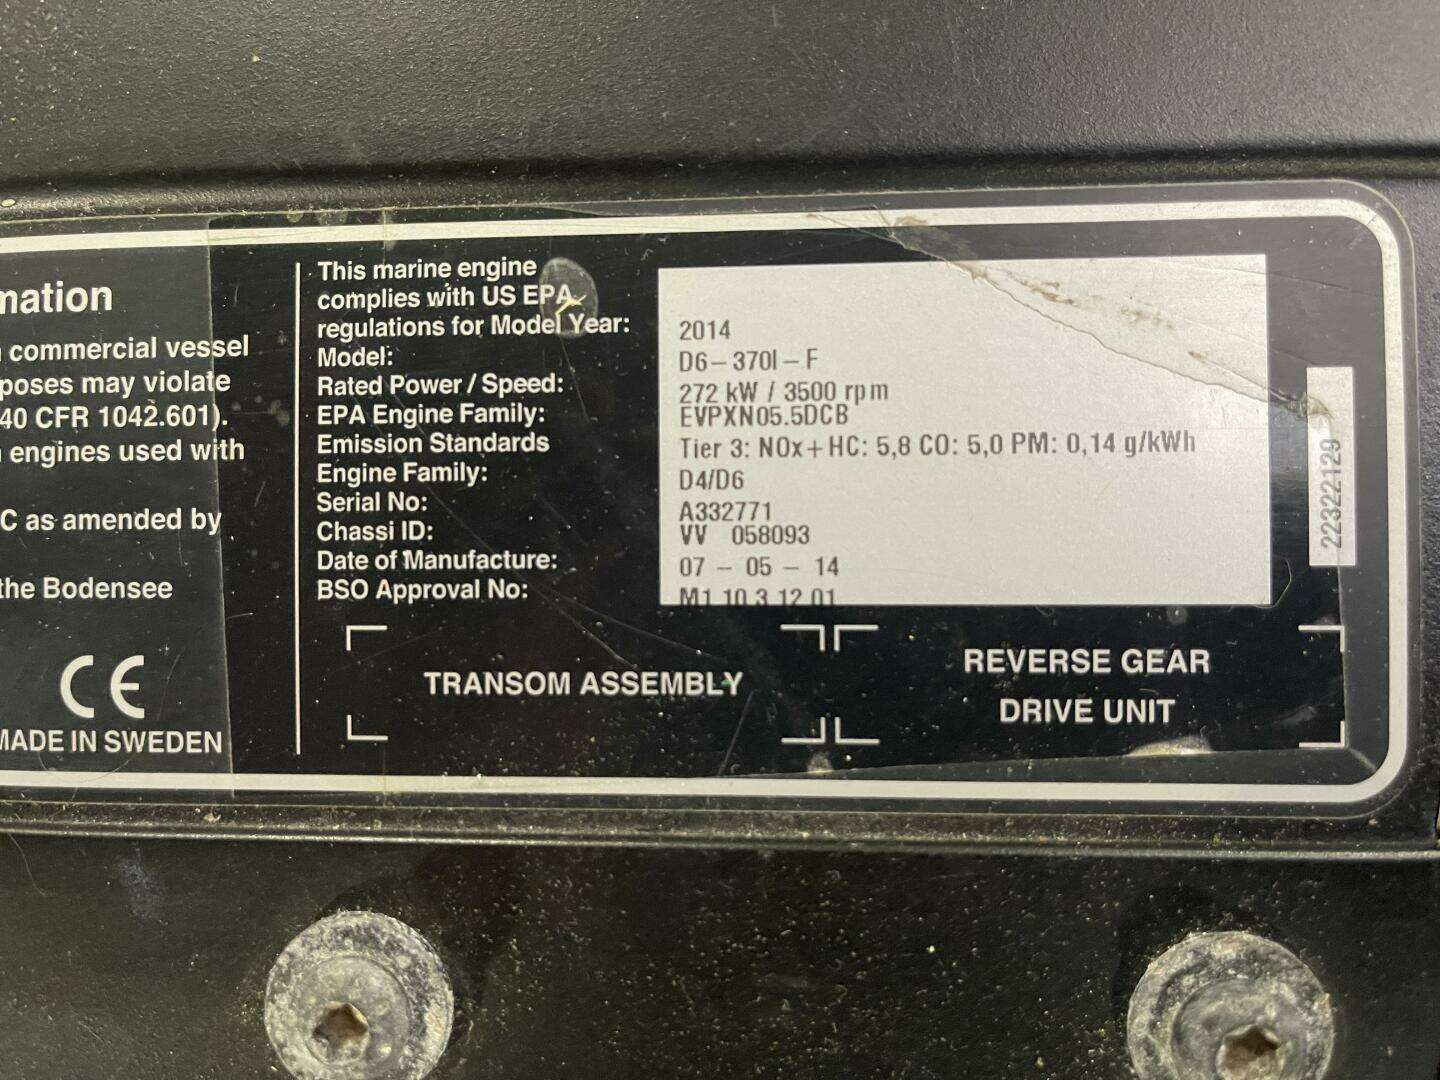 mation
commercial vessel
poses may violate
40 CFR 1042.601).
engines used with
C as amended by
the Bodensee
CE
MADE IN SWEDEN
This marine engine
complies with US EPA
regulations for Model Year: 2014
Model: D6-370I-F
Rated Power / Speed: 272 kW / 3500 rpm
EPA Engine Family: EVPXN05.5DCB
Emission Standards Tier 3: NOx+HC: 5,8 CO: 5,0 PM: 0,14 g/kWh
Engine Family: D4/D6
Serial No: A332771
Chassi ID: VV 058093
Date of Manufacture: 07 - 05 - 14
BSO Approval No: M1.10.3.12.01
22322129
TRANSOM ASSEMBLY
REVERSE GEAR
DRIVE UNIT